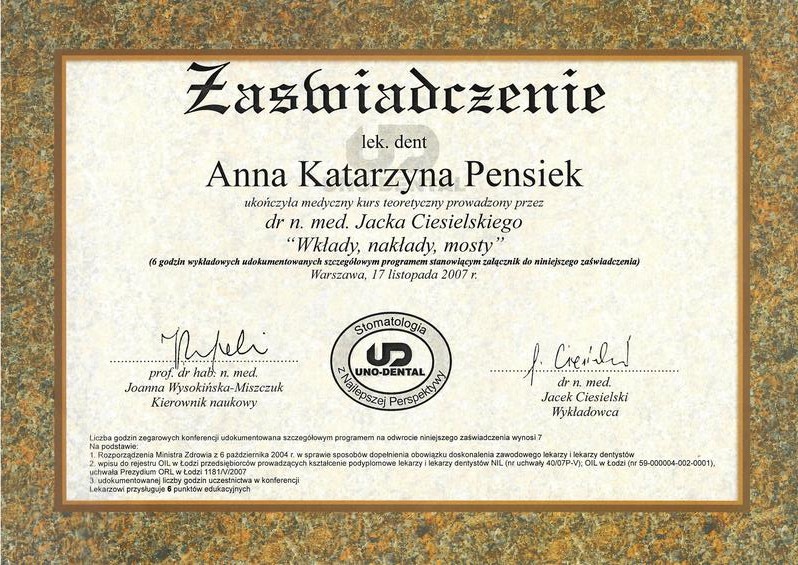 Zaświadczenie
lek. dent
Anna Katarzyna Pensiek
UNO-DENTAL
ukończyła medyczny kurs teoretyczny prowadzony przez
dr n. med. Jacka Ciesielskiego
“Wkłady, nakłady, mosty”
(6 godzin wykładowych udokumentowanych szczegółowym programem stanowiącym załącznik do niniejszego zaświadczenia)
Warszawa, 17 listopada 2007 r.
prof. dr hab. n. med.
Joanna Wysokińska-Miszczuk
Kierownik naukowy
Stomatologia
UNO-DENTAL
z Najlepszej Perspektywy
dr n. med.
Jacek Ciesielski
Wykładowca
Liczba godzin zegarowych konferencji udokumentowana szczegółowym programem na odwrocie niniejszego zaświadczenia wynosi 7
Na podstawie:
1. Rozporządzenia Ministra Zdrowia z 6 października 2004 r. w sprawie sposobów dopełnienia obowiązku doskonalenia zawodowego lekarzy i lekarzy dentystów
2. wpisu do rejestru OIL w Łodzi przedsiębiorców prowadzących kształcenie podyplomowe lekarzy i lekarzy dentystów NIL (nr uchwały 40/07P-V); OIL w Łodzi (nr 59-000004-002-0001),
uchwała Prezydium ORL w Łodzi 1181/V/2007
3. udokumentowanej liczby godzin uczestnictwa w konferencji
Lekarzowi przysługuje 6 punktów edukacyjnych